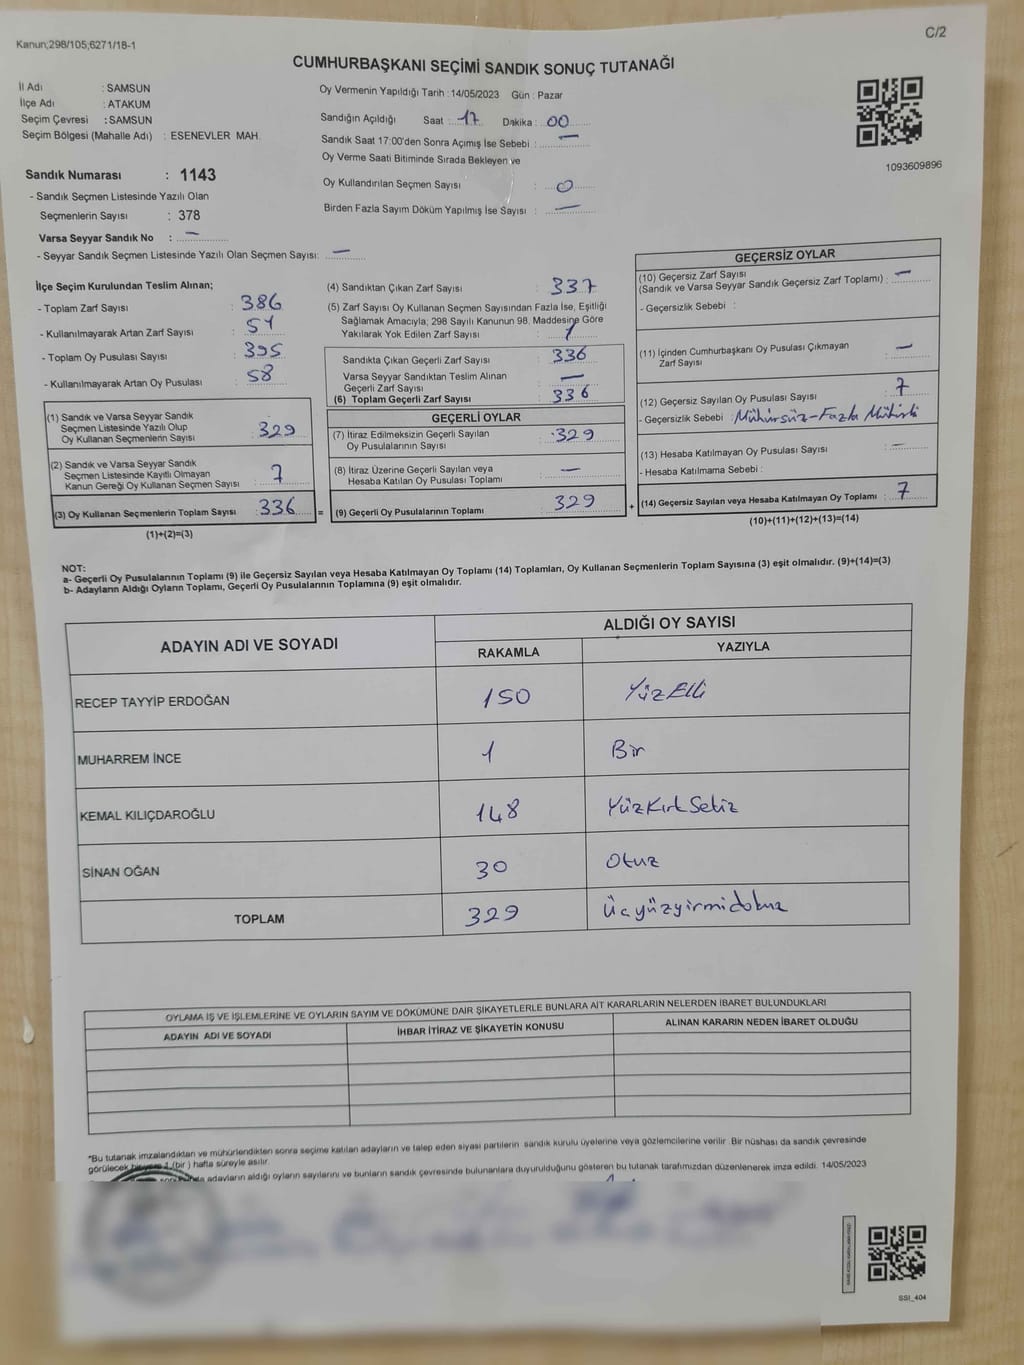 Kanun;298/105;6271/18-1
C/2
CUMHURBAŞKANI SEÇİMİ SANDIK SONUÇ TUTANAĞI
İl Adı : SAMSUN
İlçe Adı : ATAKUM
Seçim Çevresi : SAMSUN
Seçim Bölgesi (Mahalle Adı) : ESENEVLER MAH.
Sandık Numarası : 1143
- Sandık Seçmen Listesinde Yazılı Olan
Seçmenlerin Sayısı : 378
Varsa Seyyar Sandık No : —
- Seyyar Sandık Seçmen Listesinde Yazılı Olan Seçmen Sayısı: —
Oy Vermenin Yapıldığı Tarih : 14/05/2023 Gün : Pazar
Sandığın Açıldığı Saat : 17 Dakika : 00
Sandık Saat 17:00'den Sonra Açımış İse Sebebi : —
Oy Verme Saati Bitiminde Sırada Bekleyen ve
Oy Kullandırılan Seçmen Sayısı : 0
Birden Fazla Sayım Döküm Yapılmış İse Sayısı : —
1093609896
İlçe Seçim Kurulundan Teslim Alınan;
- Toplam Zarf Sayısı : 386
- Kullanılmayarak Artan Zarf Sayısı : 51
- Toplam Oy Pusulası Sayısı : 395
- Kullanılmayarak Artan Oy Pusulası : 58
(1) Sandık ve Varsa Seyyar Sandık
Seçmen Listesinde Yazılı Olup
Oy Kullanan Seçmenlerin Sayısı : 329
(2) Sandık ve Varsa Seyyar Sandık
Seçmen Listesinde Kayıtlı Olmayan
Kanun Gereği Oy Kullanan Seçmen Sayısı : 7
(3) Oy Kullanan Seçmenlerin Toplam Sayısı : 336
(1)+(2)=(3)
(4) Sandıktan Çıkan Zarf Sayısı : 337
(5) Zarf Sayısı Oy Kullanan Seçmen Sayısından Fazla İse, Eşitliği
Sağlamak Amacıyla; 298 Sayılı Kanunun 98. Maddesine Göre
Yakılarak Yok Edilen Zarf Sayısı : 1
Sandıkta Çıkan Geçerli Zarf Sayısı : 336
Varsa Seyyar Sandıktan Teslim Alınan
Geçerli Zarf Sayısı : —
(6) Toplam Geçerli Zarf Sayısı : 336
GEÇERLİ OYLAR
(7) İtiraz Edilmeksizin Geçerli Sayılan
Oy Pusulalarının Sayısı : 329
(8) İtiraz Üzerine Geçerli Sayılan veya
Hesaba Katılan Oy Pusulası Toplamı : —
= (9) Geçerli Oy Pusulalarının Toplamı : 329
GEÇERSİZ OYLAR
(10) Geçersiz Zarf Sayısı
(Sandık ve Varsa Seyyar Sandık Geçersiz Zarf Toplamı) : —
- Geçersizlik Sebebi :
(11) İçinden Cumhurbaşkanı Oy Pusulası Çıkmayan
Zarf Sayısı : —
(12) Geçersiz Sayılan Oy Pusulası Sayısı : 7
- Geçersizlik Sebebi : Mühürsüz-Fazla Mühürlü
(13) Hesaba Katılmayan Oy Pusulası Sayısı : —
- Hesaba Katılmama Sebebi :
+ (14) Geçersiz Sayılan veya Hesaba Katılmayan Oy Toplamı : 7
(10)+(11)+(12)+(13)=(14)
NOT:
a- Geçerli Oy Pusulalarının Toplamı (9) ile Geçersiz Sayılan veya Hesaba Katılmayan Oy Toplamı (14) Toplamları, Oy Kullanan Seçmenlerin Toplam Sayısına (3) eşit olmalıdır. (9)+(14)=(3)
b- Adayların Aldığı Oyların Toplamı, Geçerli Oy Pusulalarının Toplamına (9) eşit olmalıdır.
ADAYIN ADI VE SOYADI
ALDIĞI OY SAYISI
RAKAMLA YAZIYLA
RECEP TAYYİP ERDOĞAN 150 YüzElli
MUHARREM İNCE 1 Bir
KEMAL KILIÇDAROĞLU 148 YüzKırkSekiz
SİNAN OĞAN 30 Otuz
TOPLAM 329 Üçyüzyirmidokuz
OYLAMA İŞ VE İŞLEMLERİNE VE OYLARIN SAYIM VE DÖKÜMÜNE DAİR ŞİKAYETLERLE BUNLARA AİT KARARLARIN NELERDEN İBARET BULUNDUKLARI
ADAYIN ADI VE SOYADI İHBAR İTİRAZ VE ŞİKAYETİN KONUSU ALINAN KARARIN NEDEN İBARET OLDUĞU
*Bu tutanak imzalandıktan ve mühürlendikten sonra seçime katılan adayların ve talep eden siyasi partilerin sandık kurulu üyelerine veya gözlemcilerine verilir. Bir nüshası da sandık çevresinde
görülecek bir yere 1 (bir ) hafta süreyle asılır.
adayların aldığı oyların sayılarını ve bunların sandık çevresinde bulunanlara duyurulduğunu gösteren bu tutanak tarafımızdan düzenlenerek imza edildi. 14/05/2023
SSI_404